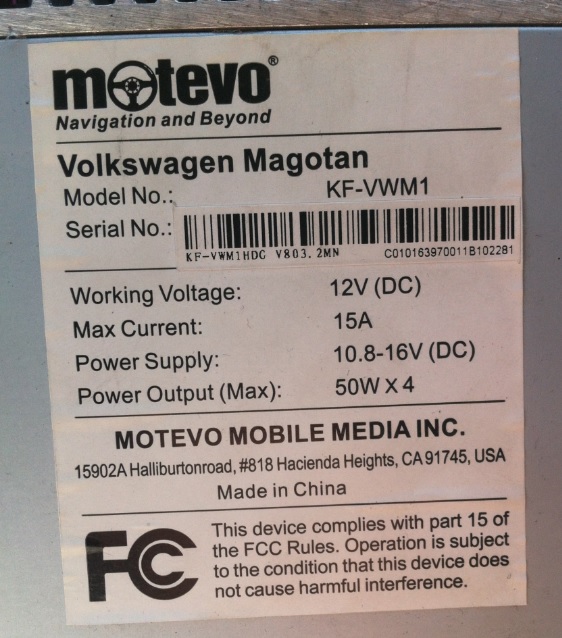 motevo®
Navigation and Beyond
Volkswagen Magotan
Model No.: KF-VWM1
Serial No.:
KF-VWM1HDG V803.2MN C010163970011B102281
Working Voltage: 12V (DC)
Max Current: 15A
Power Supply: 10.8-16V (DC)
Power Output (Max): 50W X 4
MOTEVO MOBILE MEDIA INC.
15902A Halliburtonroad, #818 Hacienda Heights, CA 91745, USA
Made in China
FC This device complies with part 15 of
the FCC Rules. Operation is subject
to the condition that this device does
not cause harmful interference.